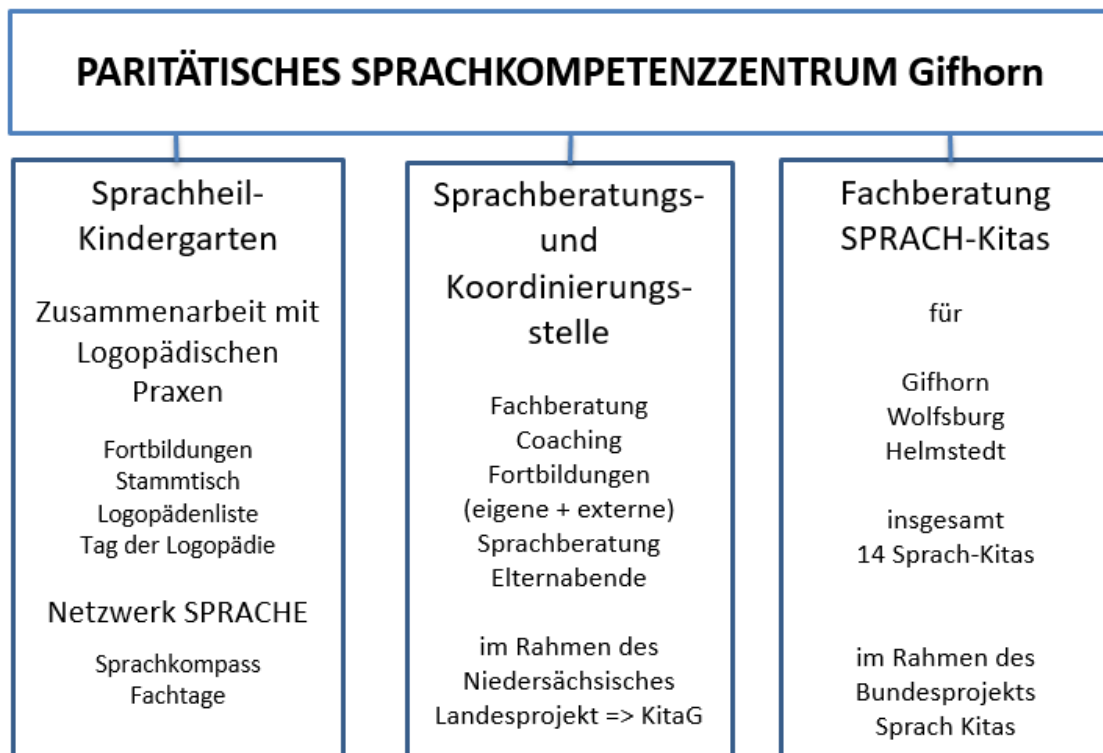 PARITÄTISCHES SPRACHKOMPETENZZENTRUM Gifhorn
Sprachheil-
Kindergarten
Zusammenarbeit mit
Logopädischen
Praxen
Fortbildungen
Stammtisch
Logopädenliste
Tag der Logopädie
Netzwerk SPRACHE
Sprachkompass
Fachtage
Sprachberatungs-
und
Koordinierungs-
stelle
Fachberatung
Coaching
Fortbildungen
(eigene + externe)
Sprachberatung
Elternabende
im Rahmen des
Niedersächsisches
Landesprojekt => KitaG
Fachberatung
SPRACH-Kitas
für
Gifhorn
Wolfsburg
Helmstedt
insgesamt
14 Sprach-Kitas
im Rahmen des
Bundesprojekts
Sprach Kitas